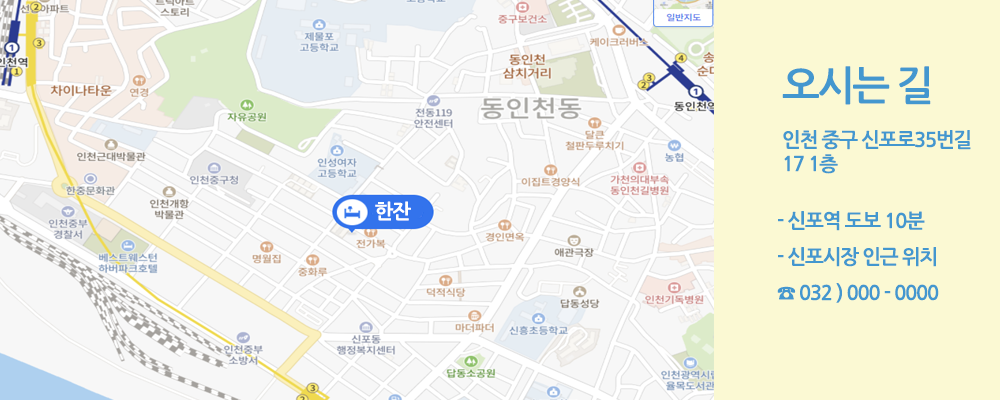 선린아파트
트릭아트
스토리
제물포
고등학교
고등학교
중구보건소
일반지도
케이크러버스
동인천
삼치거리
송
순대
인천역
차이나타운
연경
자유공원
전동119
안전센터
동인천동
동인천역
달큰
철판두루치기
농협
인천근대박물관
인성여자
고등학교
인천중구청
한중문화관
이집트경양식
가천의대부속
동인천길병원
인천개항
박물관
한잔
인천중부
경찰서
전가복
경인면옥
애관극장
베스트웨스턴
하버파크호텔
명월집
중화루
덕적식당
답동성당
인천기독병원
마더파더
신흥초등학교
신포동
행정복지센터
인천중부
소방서
답동소공원
인천광역시립
율목도서관
오시는 길
인천 중구 신포로35번길
17 1층
- 신포역 도보 10분
- 신포시장 인근 위치
☎ 032 ) 000 - 0000